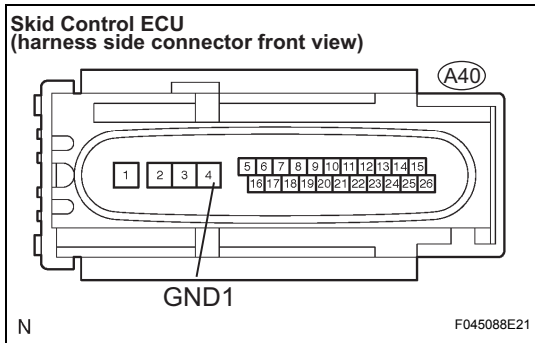 Skid Control ECU
(harness side connector front view)
A40
1 2 3 4
5 6 7 8 9 10 11 12 13 14 15
16 17 18 19 20 21 22 23 24 25 26
GND1
N
F045088E21